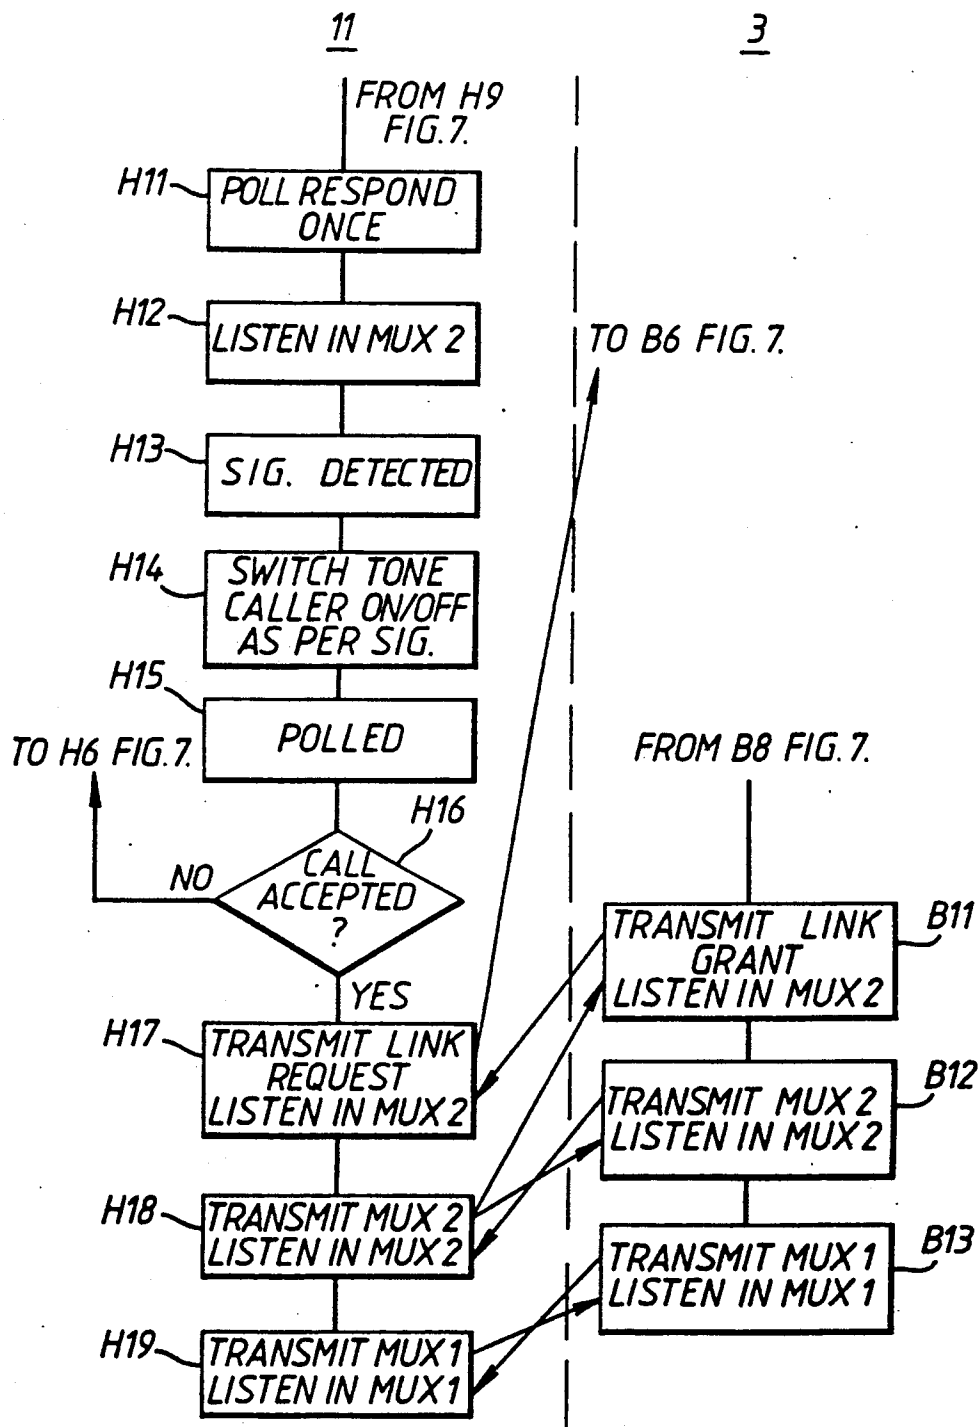 11
3
FROM H9
FIG.7.
H11
POLL RESPOND
ONCE
H12
LISTEN IN MUX 2
TO B6 FIG.7.
H13
SIG. DETECTED
H14
SWITCH TONE
CALLER ON/OFF
AS PER SIG.
H15
POLLED
TO H6 FIG.7.
FROM B8 FIG.7.
H16
CALL
ACCEPTED
?
NO
YES
B11
TRANSMIT LINK
GRANT
LISTEN IN MUX 2
H17
TRANSMIT LINK
REQUEST
LISTEN IN MUX 2
B12
TRANSMIT MUX 2
LISTEN IN MUX 2
H18
TRANSMIT MUX 2
LISTEN IN MUX 2
B13
TRANSMIT MUX 1
LISTEN IN MUX 1
H19
TRANSMIT MUX 1
LISTEN IN MUX 1